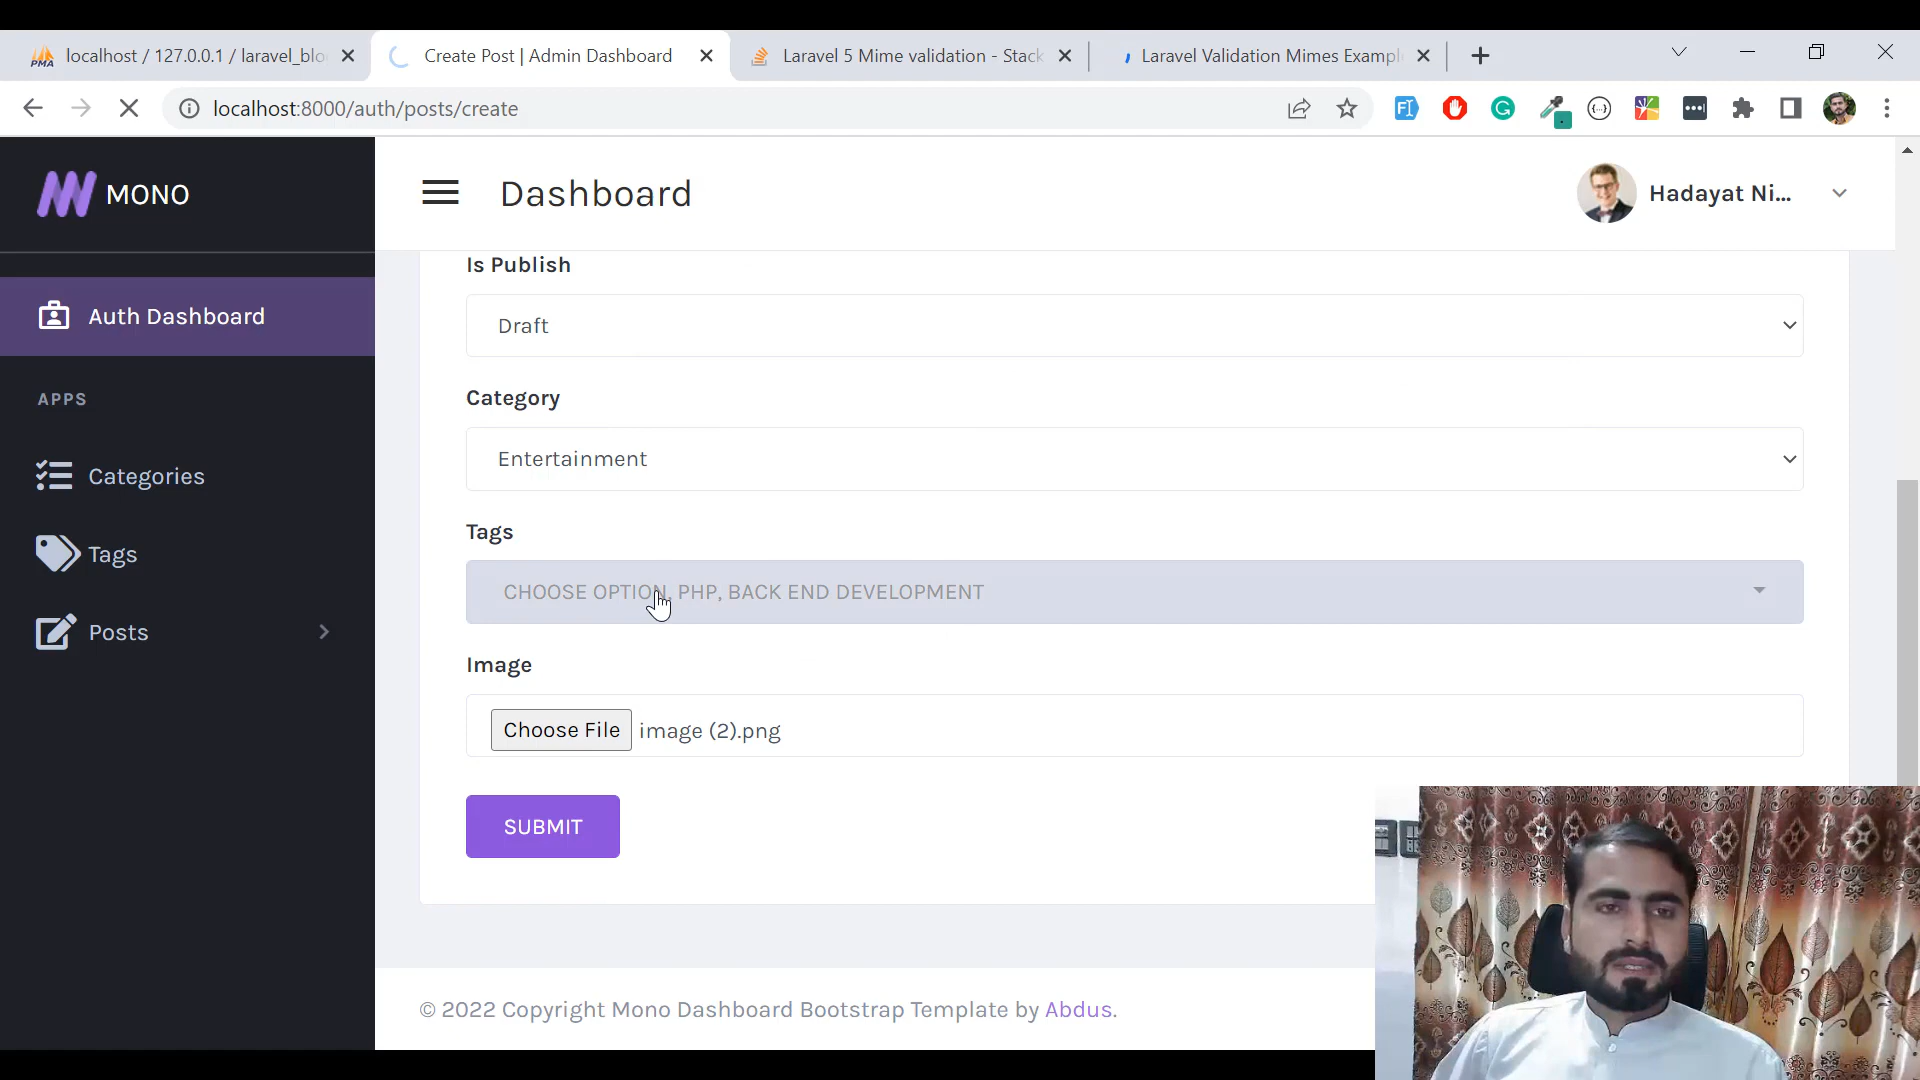 localhost / 127.0.0.1 / laravel_blo
Create Post | Admin Dashboard
Laravel 5 Mime validation - Stack
Laravel Validation Mimes Exampl
localhost:8000/auth/posts/create
MONO
Dashboard
Hadayat Ni...
Auth Dashboard
APPS
Categories
Tags
Posts
Is Publish
Draft
Category
Entertainment
Tags
CHOOSE OPTION, PHP, BACK END DEVELOPMENT
Image
Choose File image (2).png
SUBMIT
© 2022 Copyright Mono Dashboard Bootstrap Template by Abdus.